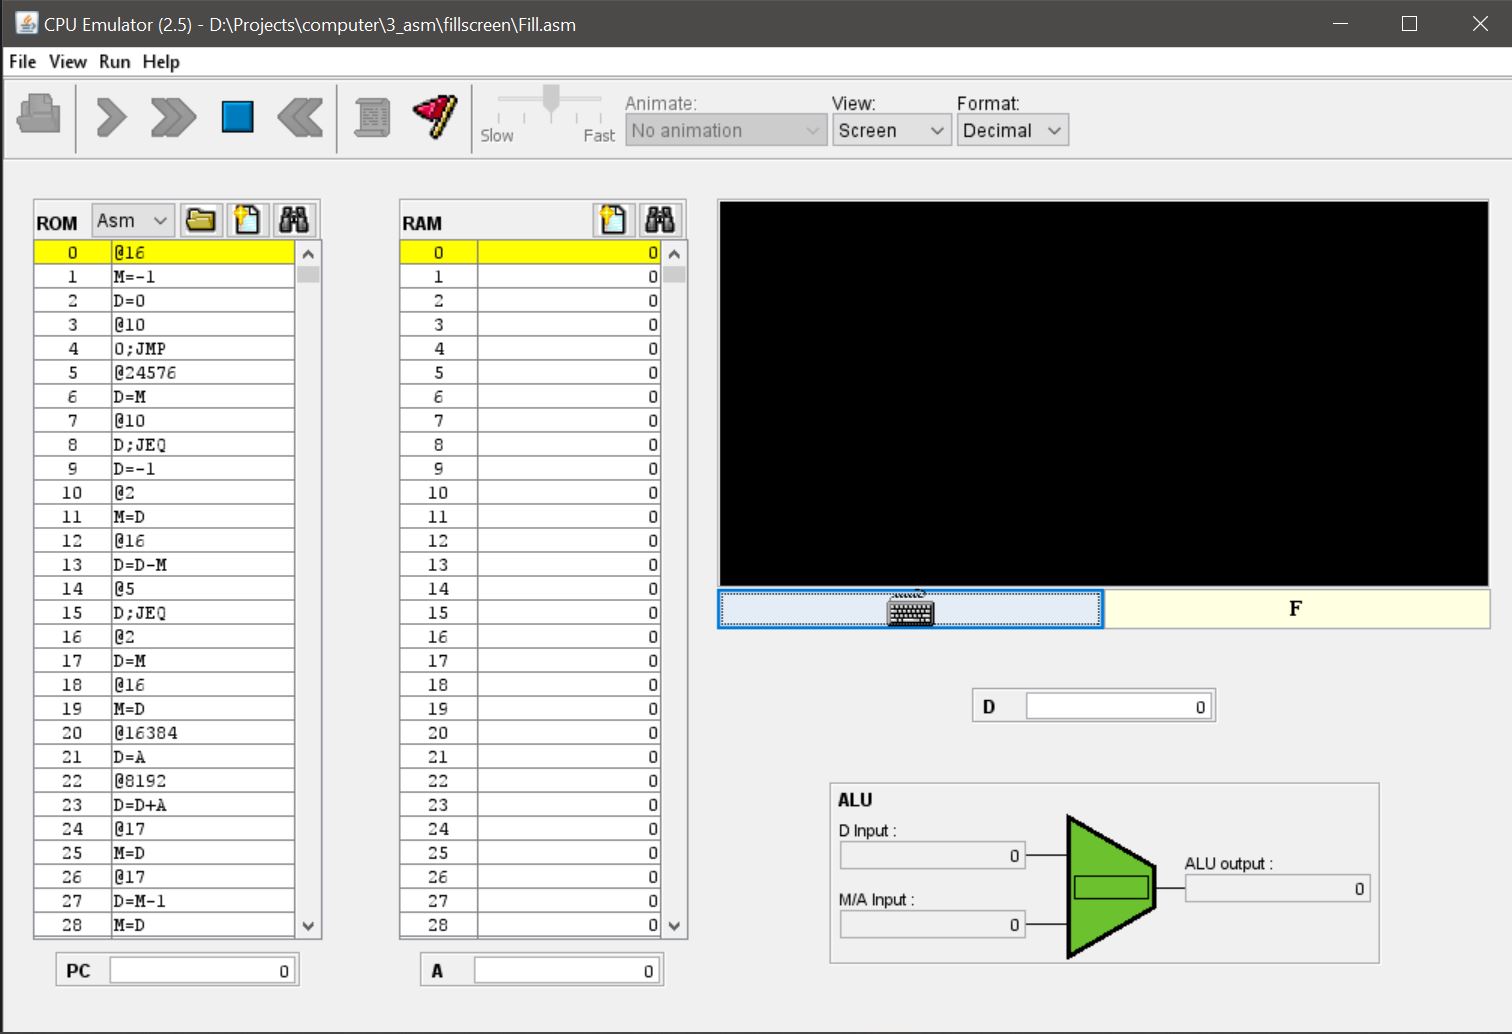 CPU Emulator (2.5) - D:\Projects\computer\3_asm\fillscreen\Fill.asm
File View Run Help
Slow Fast
Animate:
No animation
View:
Screen
Format:
Decimal
ROM Asm
0 @16
1 M=-1
2 D=0
3 @10
4 0;JMP
5 @24576
6 D=M
7 @10
8 D;JEQ
9 D=-1
10 @2
11 M=D
12 @16
13 D=D-M
14 @5
15 D;JEQ
16 @2
17 D=M
18 @16
19 M=D
20 @16384
21 D=A
22 @8192
23 D=D+A
24 @17
25 M=D
26 @17
27 D=M-1
28 M=D
PC 0
RAM
0 0
1 0
2 0
3 0
4 0
5 0
6 0
7 0
8 0
9 0
10 0
11 0
12 0
13 0
14 0
15 0
16 0
17 0
18 0
19 0
20 0
21 0
22 0
23 0
24 0
25 0
26 0
27 0
28 0
A 0
F
D 0
ALU
D Input :
0
M/A Input :
0
ALU output :
0